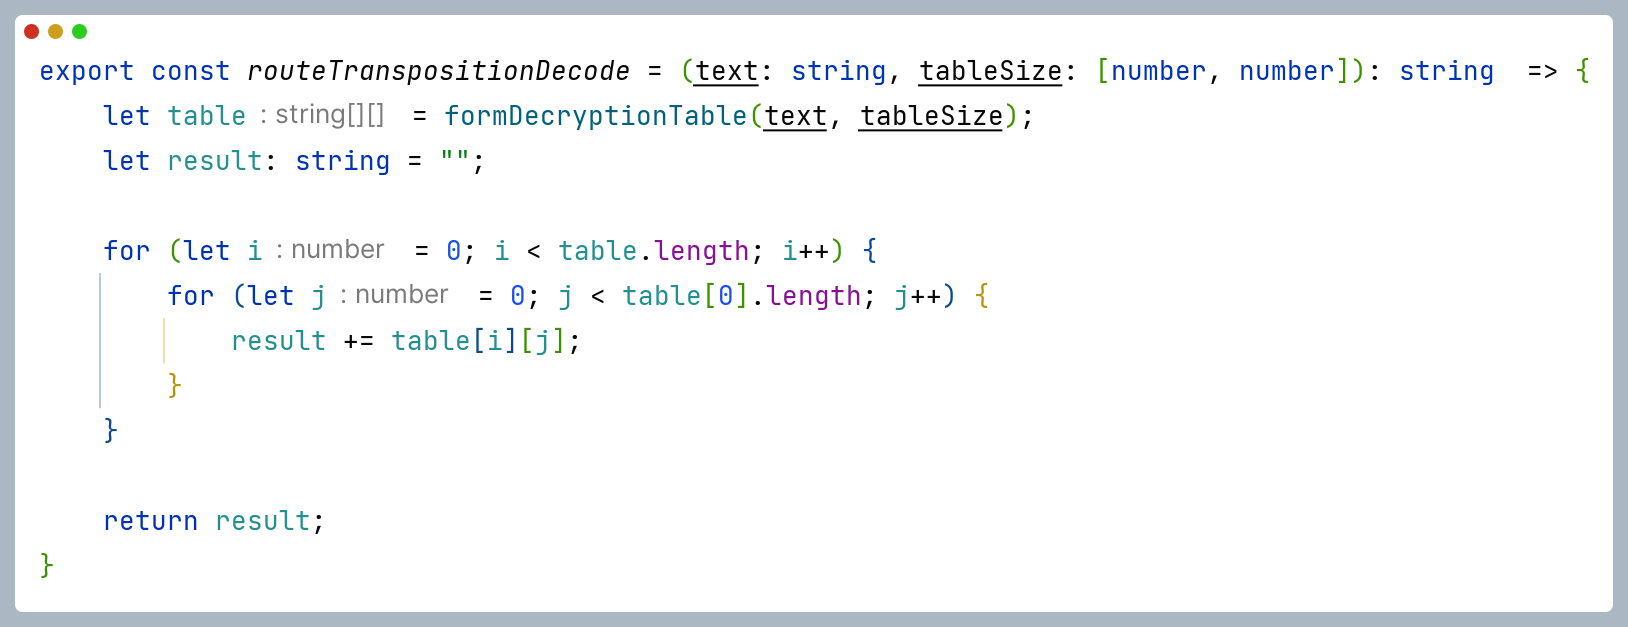 export const routeTranspositionDecode = (text: string, tableSize: [number, number]): string => {
    let table : string[][] = formDecryptionTable(text, tableSize);
    let result: string = "";

    for (let i : number = 0; i < table.length; i++) {
        for (let j : number = 0; j < table[0].length; j++) {
            result += table[i][j];
        }
    }

    return result;
}